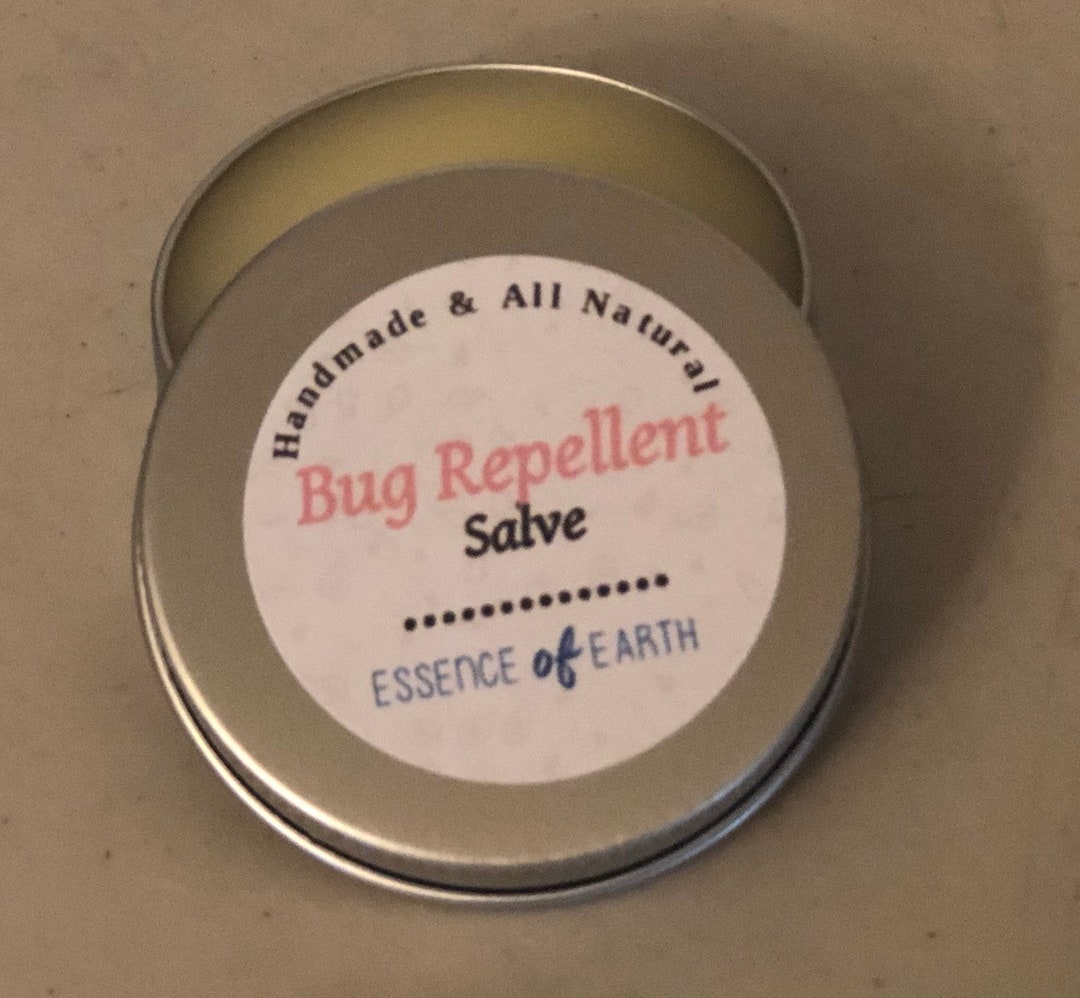 Handmade & All Natural
Bug Repellent
Salve
ESSENCE of EARTH